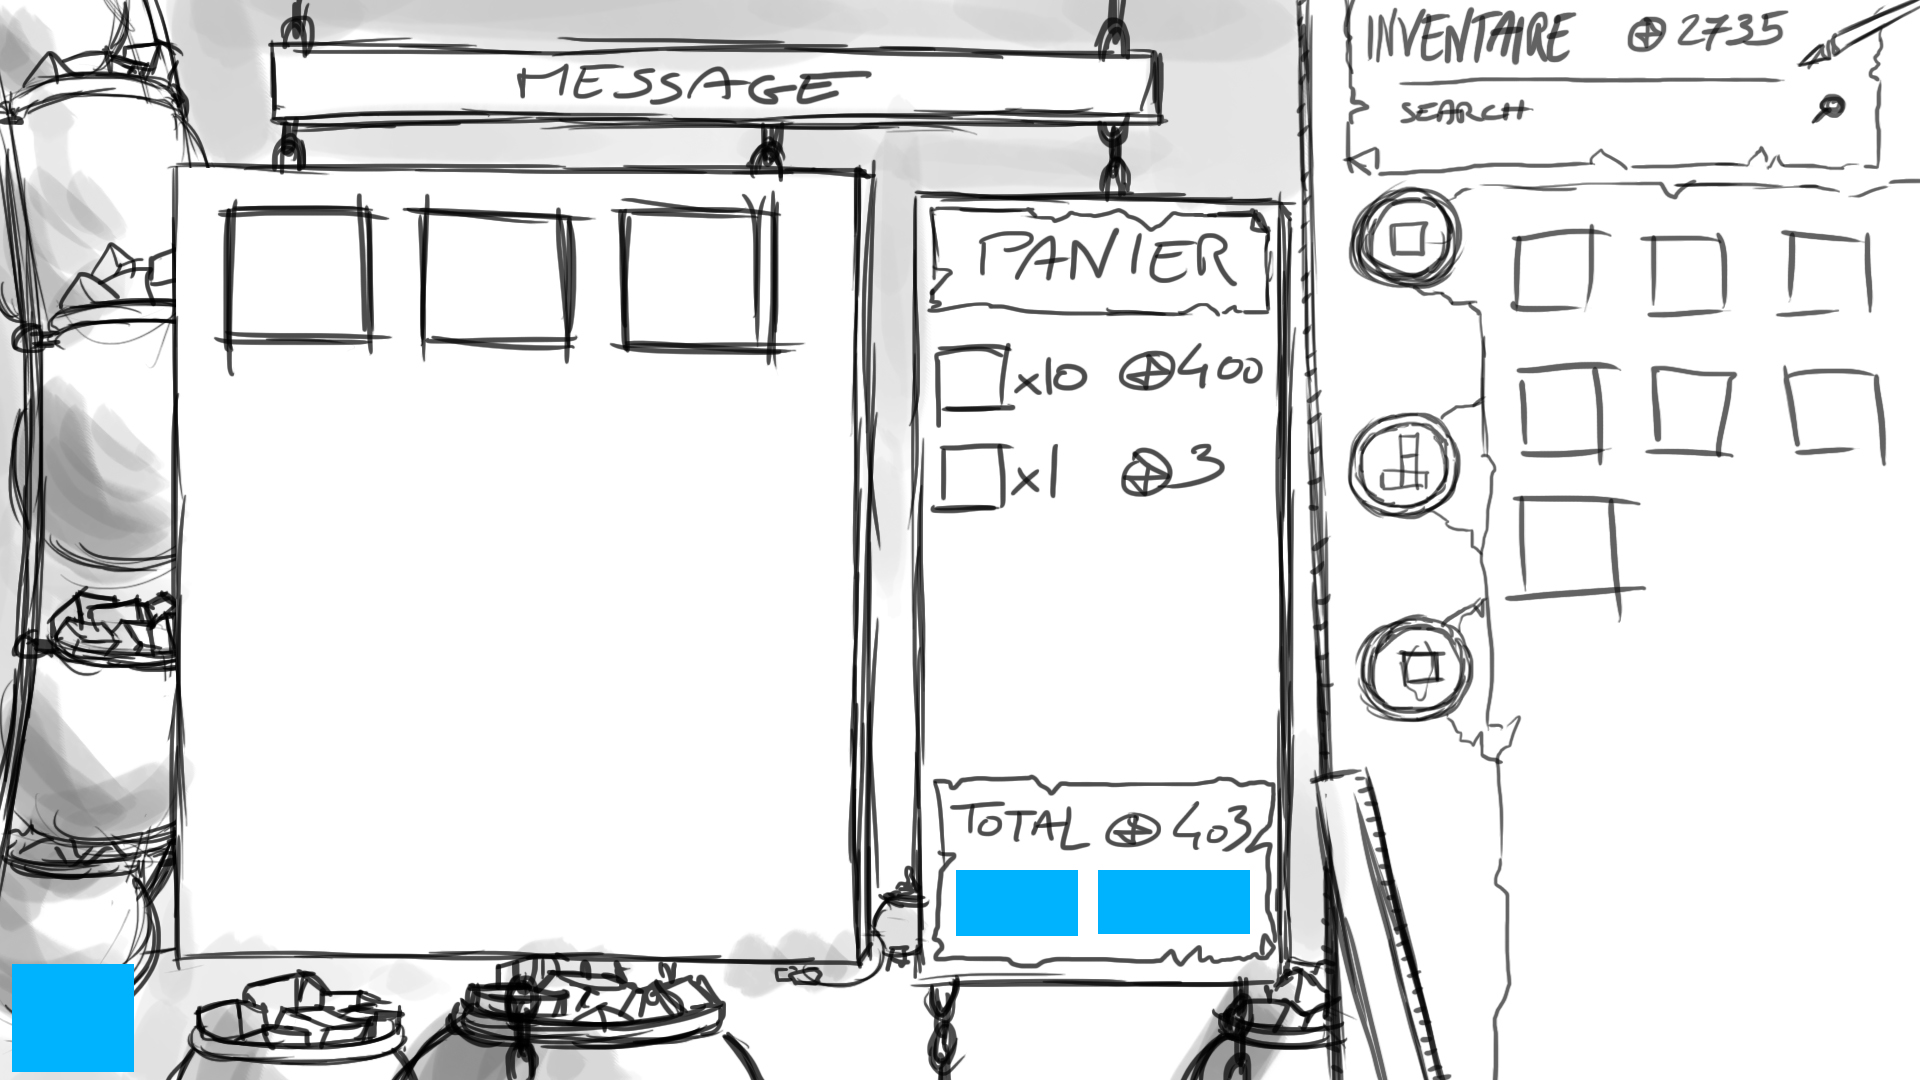 MESSAGE
PANIER
x10 400
x1 3
TOTAL 403
INVENTAIRE 2735
SEARCH